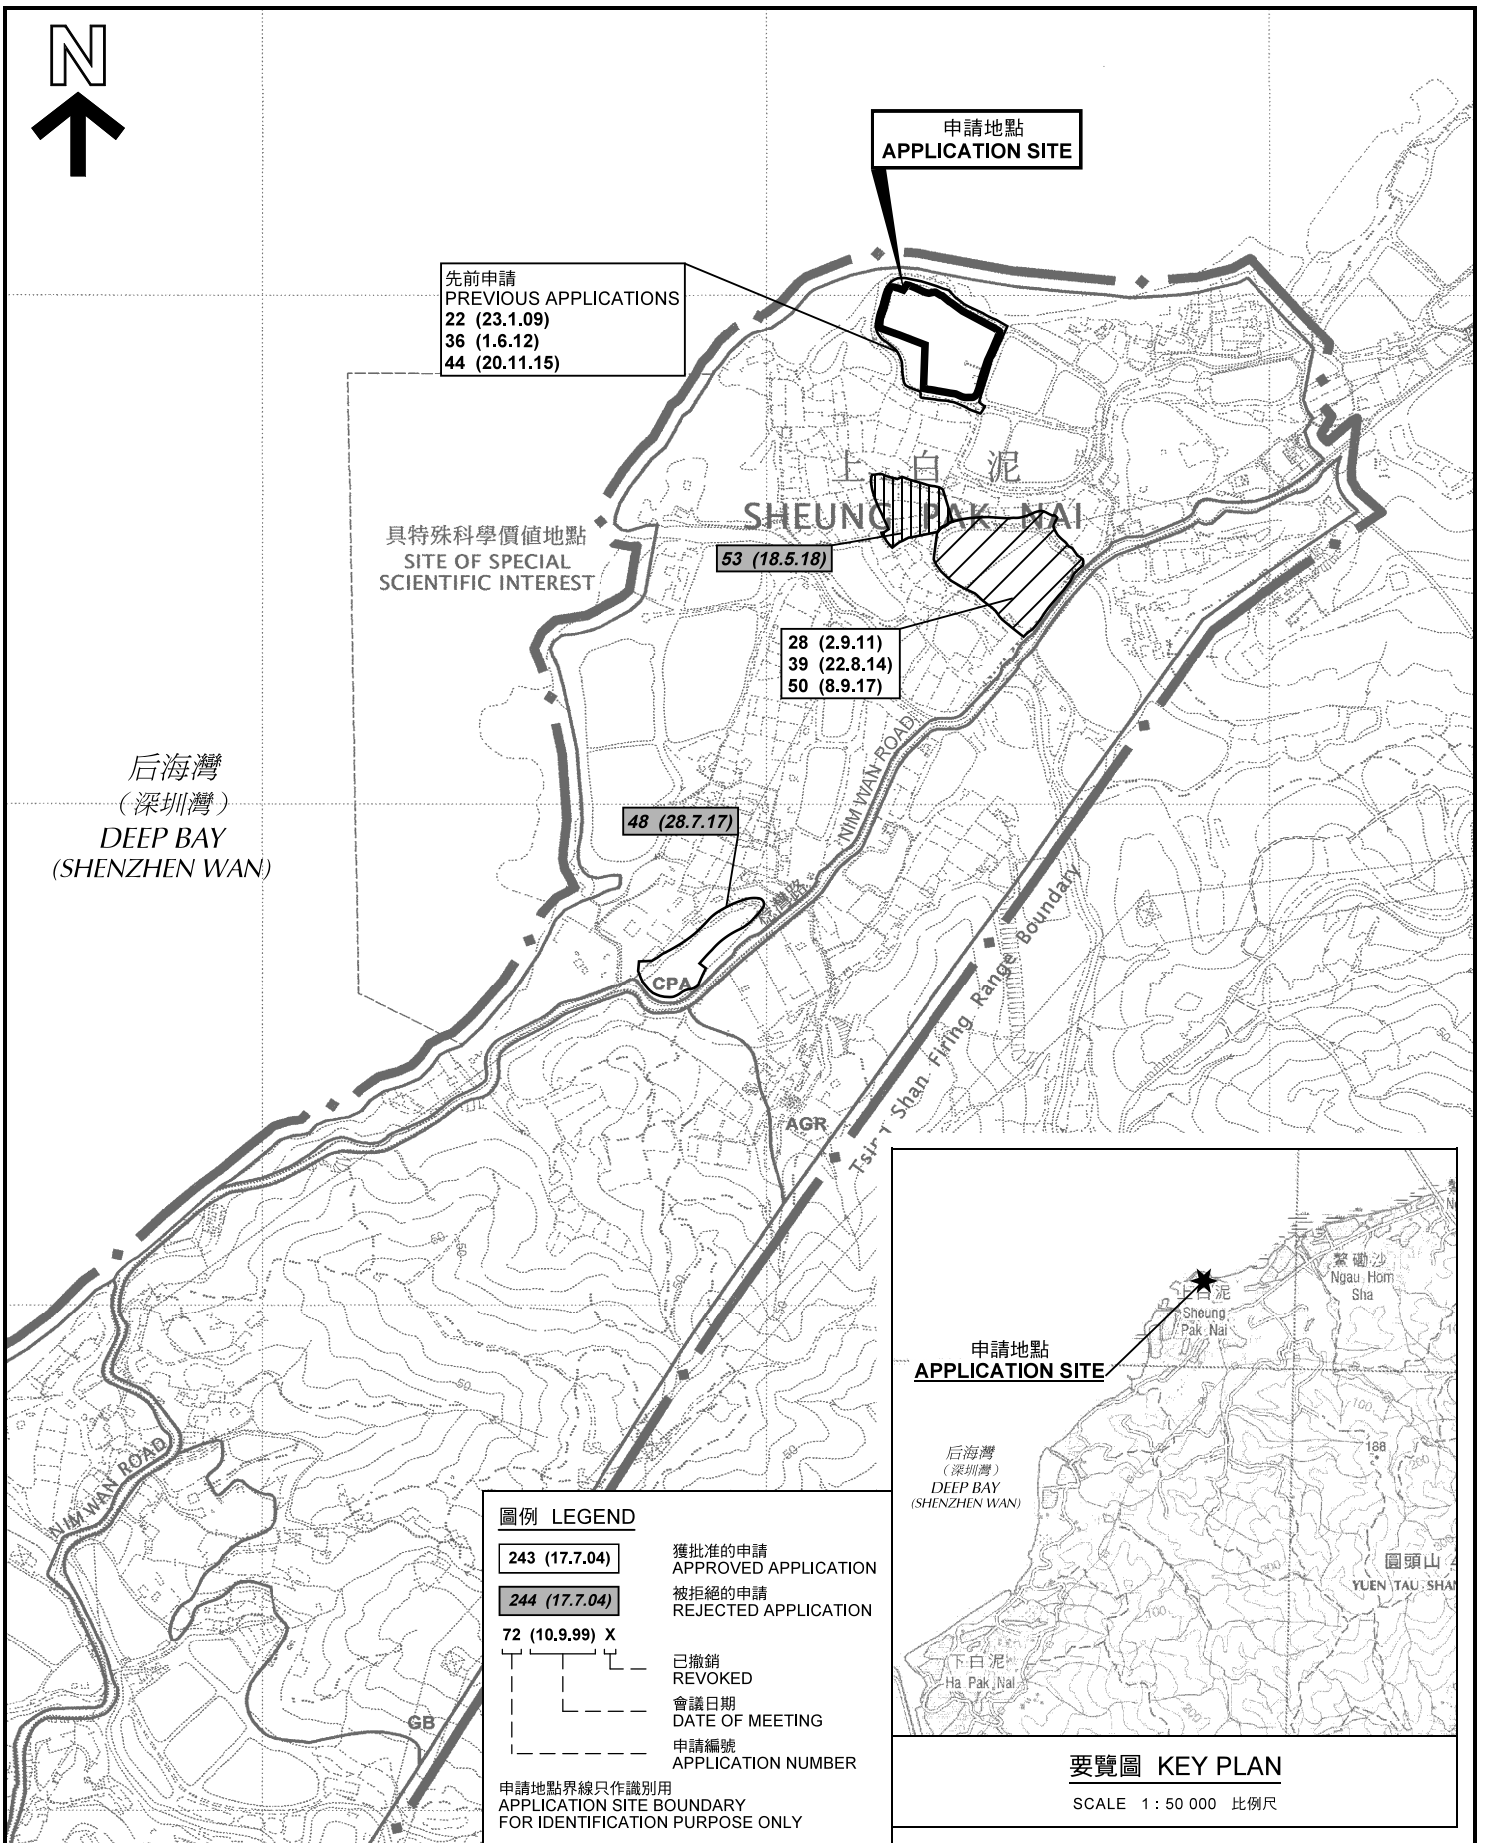 N
申請地點
APPLICATION SITE
先前申請
PREVIOUS APPLICATIONS
22 (23.1.09)
36 (1.6.12)
44 (20.11.15)
上白泥
SHEUNG PAK NAI
具特殊科學價值地點
SITE OF SPECIAL
SCIENTIFIC INTEREST
53 (18.5.18)
28 (2.9.11)
39 (22.8.14)
50 (8.9.17)
后海灣
（深圳灣）
DEEP BAY
(SHENZHEN WAN)
NIM WAN ROAD
48 (28.7.17)
CPA
Shan Firing Range Boundary
AGR
NIM WAN ROAD
GB
圖例 LEGEND
243 (17.7.04)
獲批准的申請
APPROVED APPLICATION
244 (17.7.04)
被拒絕的申請
REJECTED APPLICATION
72 (10.9.99) X
已撤銷
REVOKED
會議日期
DATE OF MEETING
申請編號
APPLICATION NUMBER
申請地點界線只作識別用
APPLICATION SITE BOUNDARY
FOR IDENTIFICATION PURPOSE ONLY
鰲磡沙
Ngau Hom
Sha
上白泥
Sheung
Pak Nai
申請地點
APPLICATION SITE
后海灣
（深圳灣）
DEEP BAY
(SHENZHEN WAN)
100
188
圓頭山
YUEN TAU SHAN
100
下白泥
Ha Pak Nai
200
要覽圖 KEY PLAN
SCALE 1 : 50 000 比例尺